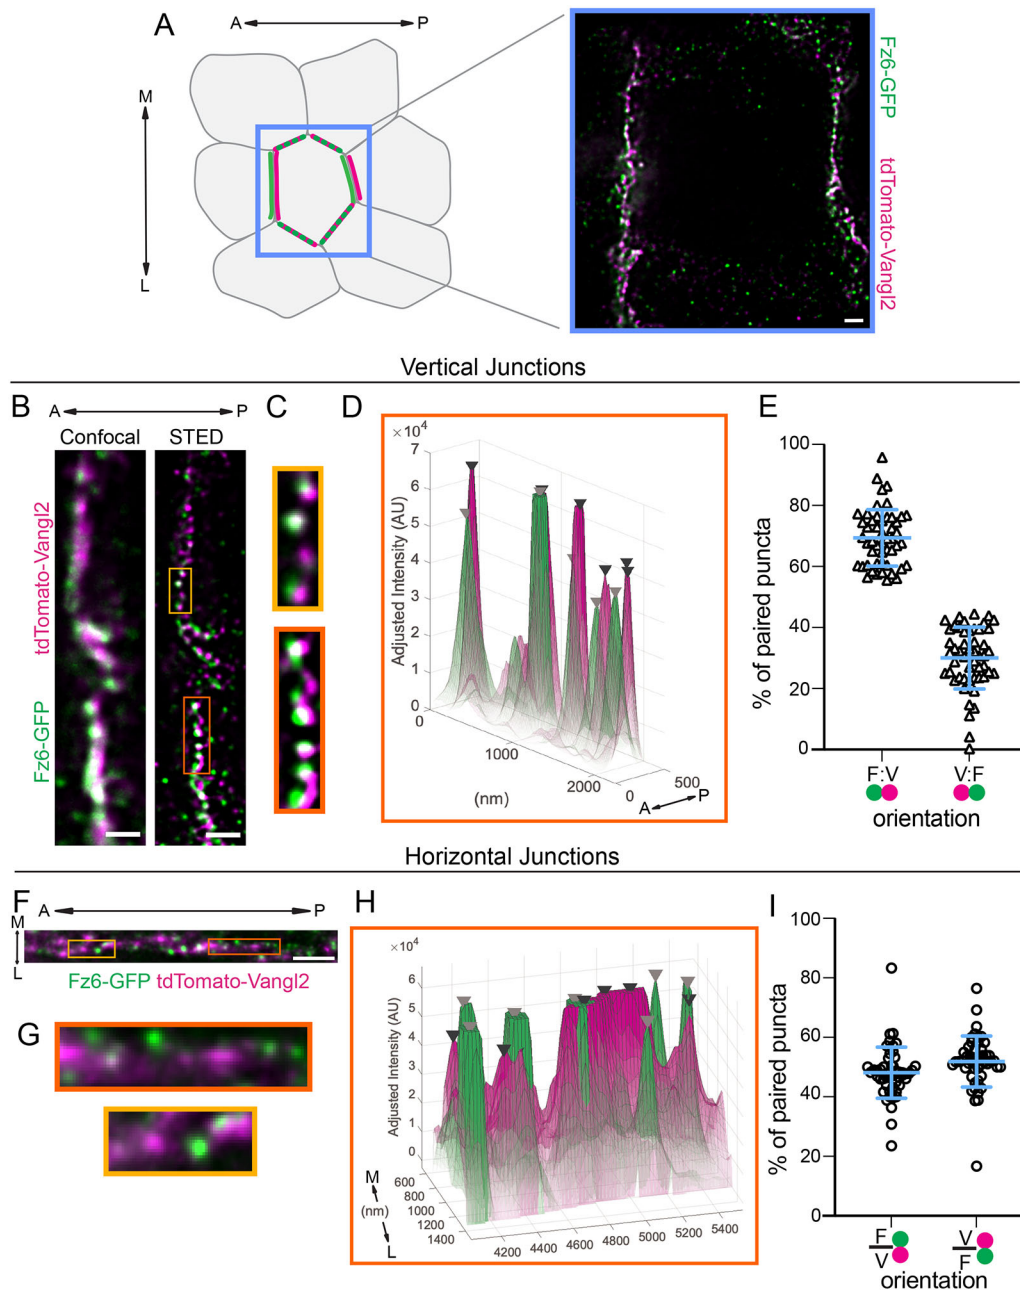 A
A P
M
L
Fz6-GFP tdTomato-Vangl2
Vertical Junctions
B
A P
Confocal STED
Fz6-GFP tdTomato-Vangl2
C
D
×10⁴
Adjusted Intensity (AU)
7
6
5
4
3
2
1
0
0
1000
2000
(nm)
0
500
A P
E
% of paired puncta
100
80
60
40
20
0
F:V V:F
orientation
Horizontal Junctions
F
M
L
A P
Fz6-GFP tdTomato-Vangl2
G
H
×10⁴
Adjusted Intensity (AU)
6
5
4
3
2
1
0
M
(nm)
L
600
800
1000
1200
1400
4200 4400 4600 4800 5000 5200 5400
I
% of paired puncta
100
80
60
40
20
0
F V
V F
orientation